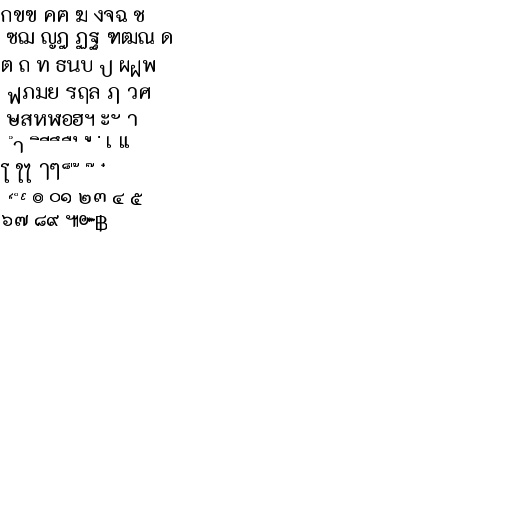 กขฃ คฅ ฆ งจฉ ช
ซฌ ญฎ ฏฐ ฑฒณ ด
ต ถ ท ธนบ ป ผฝพ
ฟภมย รฤล ฦ วศ
ษสหฬอฮฯ ะั า
ำ ิีึืฺุู เ แ
โ ใไ ๅๆ็่้ ๊ ๋
์ํ๎ ๏ ๐๑ ๒๓ ๔ ๕
๖๗ ๘๙ ๚๛฿